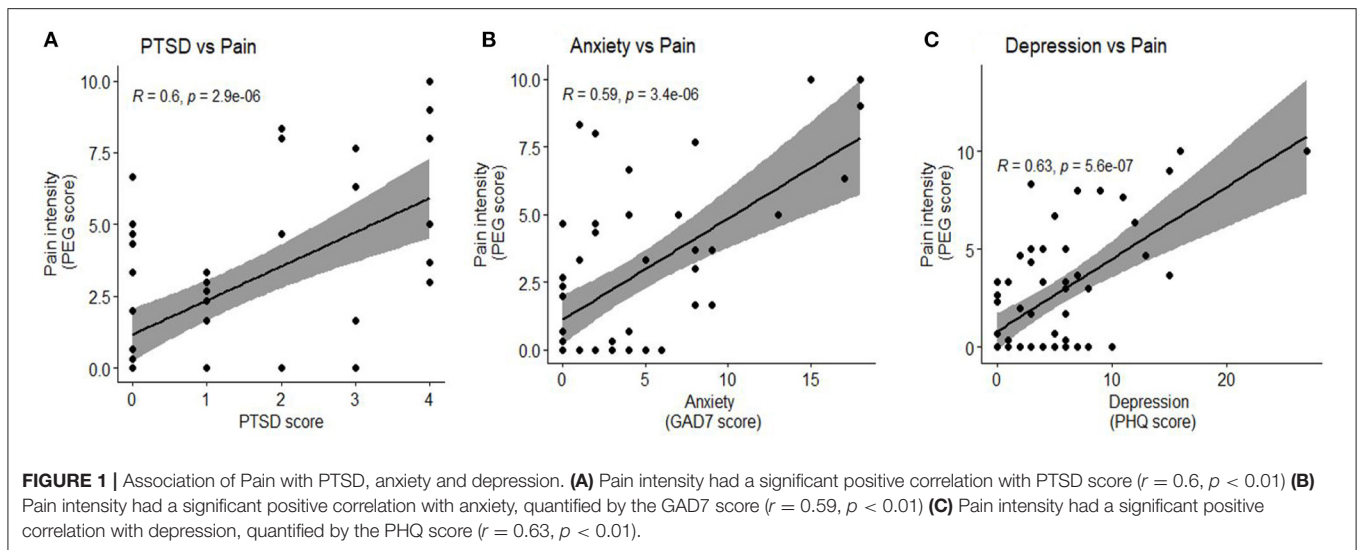 A
PTSD vs Pain
10.0
7.5
5.0
2.5
0.0
R = 0.6, p = 2.9e-06
Pain intensity
(PEG score)
0 1 2 3 4
PTSD score
B
Anxiety vs Pain
10.0
7.5
5.0
2.5
0.0
R = 0.59, p = 3.4e-06
Pain intensity
(PEG score)
0 5 10 15
Anxiety
(GAD7 score)
C
Depression vs Pain
10
5
0
R = 0.63, p = 5.6e-07
Pain intensity
(PEG score)
0 10 20
Depression
(PHQ score)
FIGURE 1 | Association of Pain with PTSD, anxiety and depression. (A) Pain intensity had a significant positive correlation with PTSD score (r = 0.6, p < 0.01) (B)
Pain intensity had a significant positive correlation with anxiety, quantified by the GAD7 score (r = 0.59, p < 0.01) (C) Pain intensity had a significant positive
correlation with depression, quantified by the PHQ score (r = 0.63, p < 0.01).